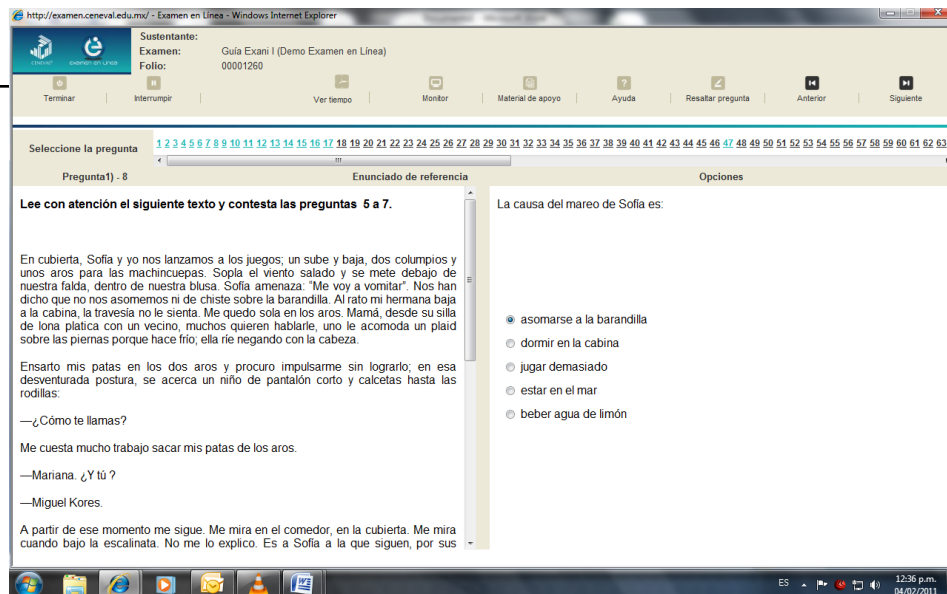 http://examen.ceneval.edu.mx/ - Examen en Línea - Windows Internet Explorer
Sustentante:
Examen: Guía Exani I (Demo Examen en Línea)
Folio: 00001260
CENEVAL examen en Línea
Terminar Interrumpir Ver tiempo Monitor Material de apoyo Ayuda Resaltar pregunta Anterior Siguiente
Seleccione la pregunta 1 2 3 4 5 6 7 8 9 10 11 12 13 14 15 16 17 18 19 20 21 22 23 24 25 26 27 28 29 30 31 32 33 34 35 36 37 38 39 40 41 42 43 44 45 46 47 48 49 50 51 52 53 54 55 56 57 58 59 60 61 62 63
Pregunta1) - 8 Enunciado de referencia Opciones
Lee con atención el siguiente texto y contesta las preguntas 5 a 7.
En cubierta, Sofía y yo nos lanzamos a los juegos; un sube y baja, dos columpios y
unos aros para las machincuepas. Sopla el viento salado y se mete debajo de
nuestra falda, dentro de nuestra blusa. Sofía amenaza: "Me voy a vomitar". Nos han
dicho que no nos asomemos ni de chiste sobre la barandilla. Al rato mi hermana baja
a la cabina, la travesía no le sienta. Me quedo sola en los aros. Mamá, desde su silla
de lona platica con un vecino, muchos quieren hablarle, uno le acomoda un plaid
sobre las piernas porque hace frío; ella ríe negando con la cabeza.
Ensarto mis patas en los dos aros y procuro impulsarme sin lograrlo; en esa
desventurada postura, se acerca un niño de pantalón corto y calcetas hasta las
rodillas:
—¿Cómo te llamas?
Me cuesta mucho trabajo sacar mis patas de los aros.
—Mariana. ¿Y tú ?
—Miguel Kores.
A partir de ese momento me sigue. Me mira en el comedor, en la cubierta. Me mira
cuando bajo la escalinata. No me lo explico. Es a Sofía a la que siguen, por sus
La causa del mareo de Sofía es:
asomarse a la barandilla
dormir en la cabina
jugar demasiado
estar en el mar
beber agua de limón
ES 12:36 p.m.
04/02/2011